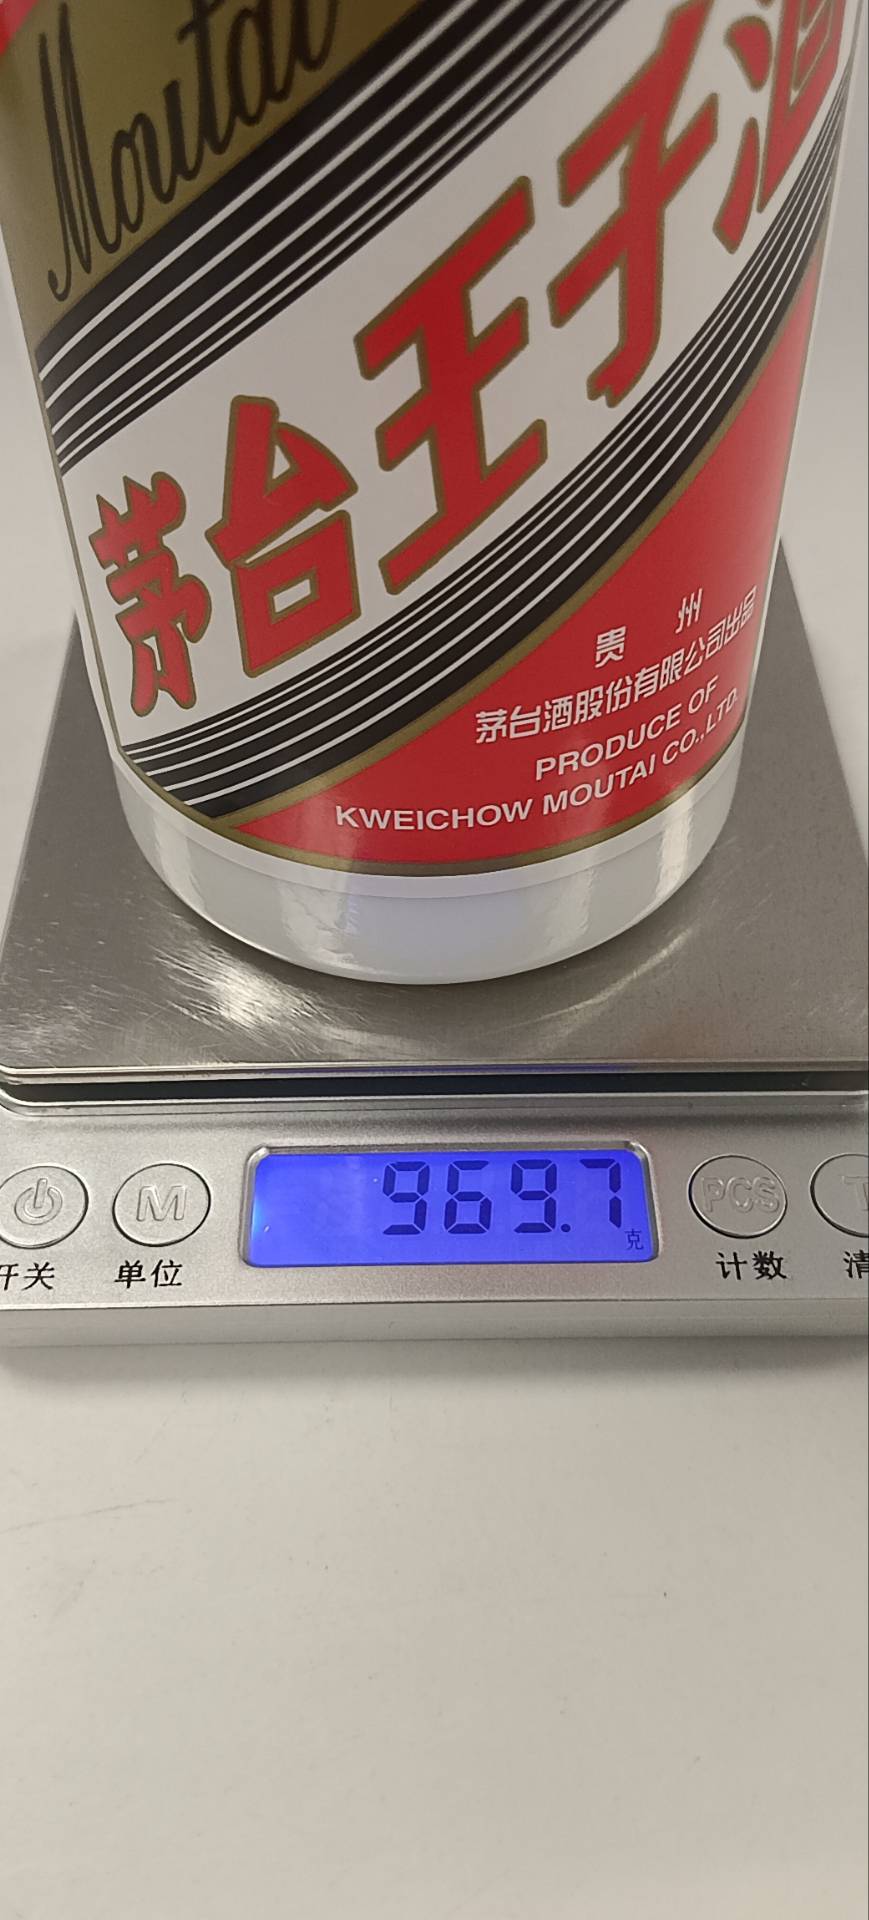 Moutai
茅台王子酒
贵州
茅台酒股份有限公司出品
PRODUCE OF
KWEICHOW MOUTAI CO.,LTD.
969.7
克
M
PCS
T
开关
单位
计数
清